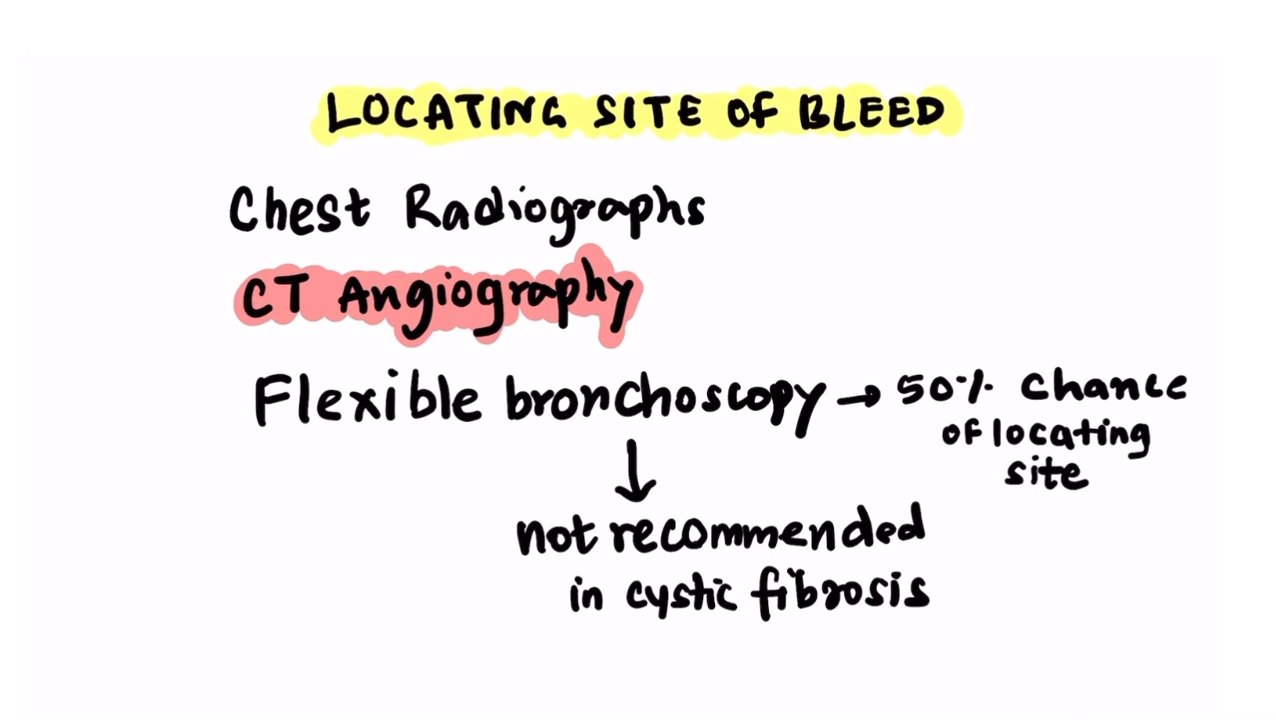 LOCATING SITE OF BLEED
Chest Radiographs
CT Angiography
Flexible bronchoscopy → 50% chance
of locating
site
↓
not recommended
in cystic fibrosis